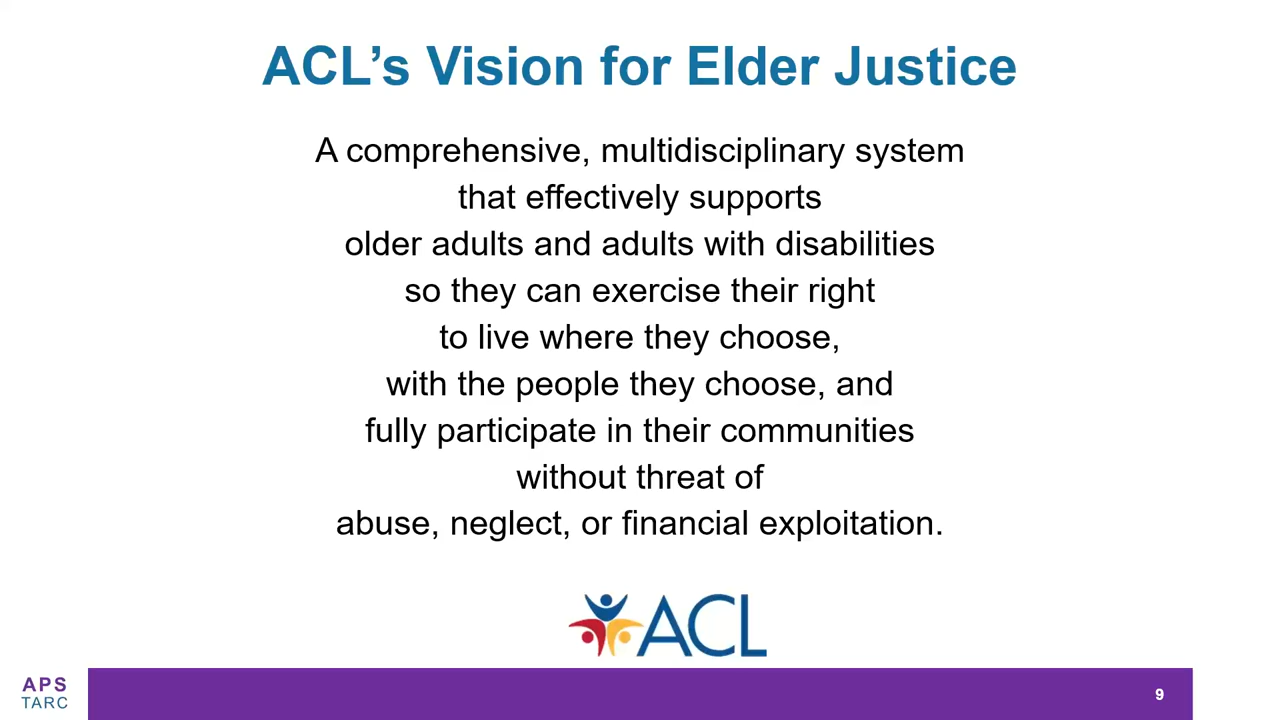 ACL’s Vision for Elder Justice
A comprehensive, multidisciplinary system
that effectively supports
older adults and adults with disabilities
so they can exercise their right
to live where they choose,
with the people they choose, and
fully participate in their communities
without threat of
abuse, neglect, or financial exploitation.
ACL
APS
TARC
9